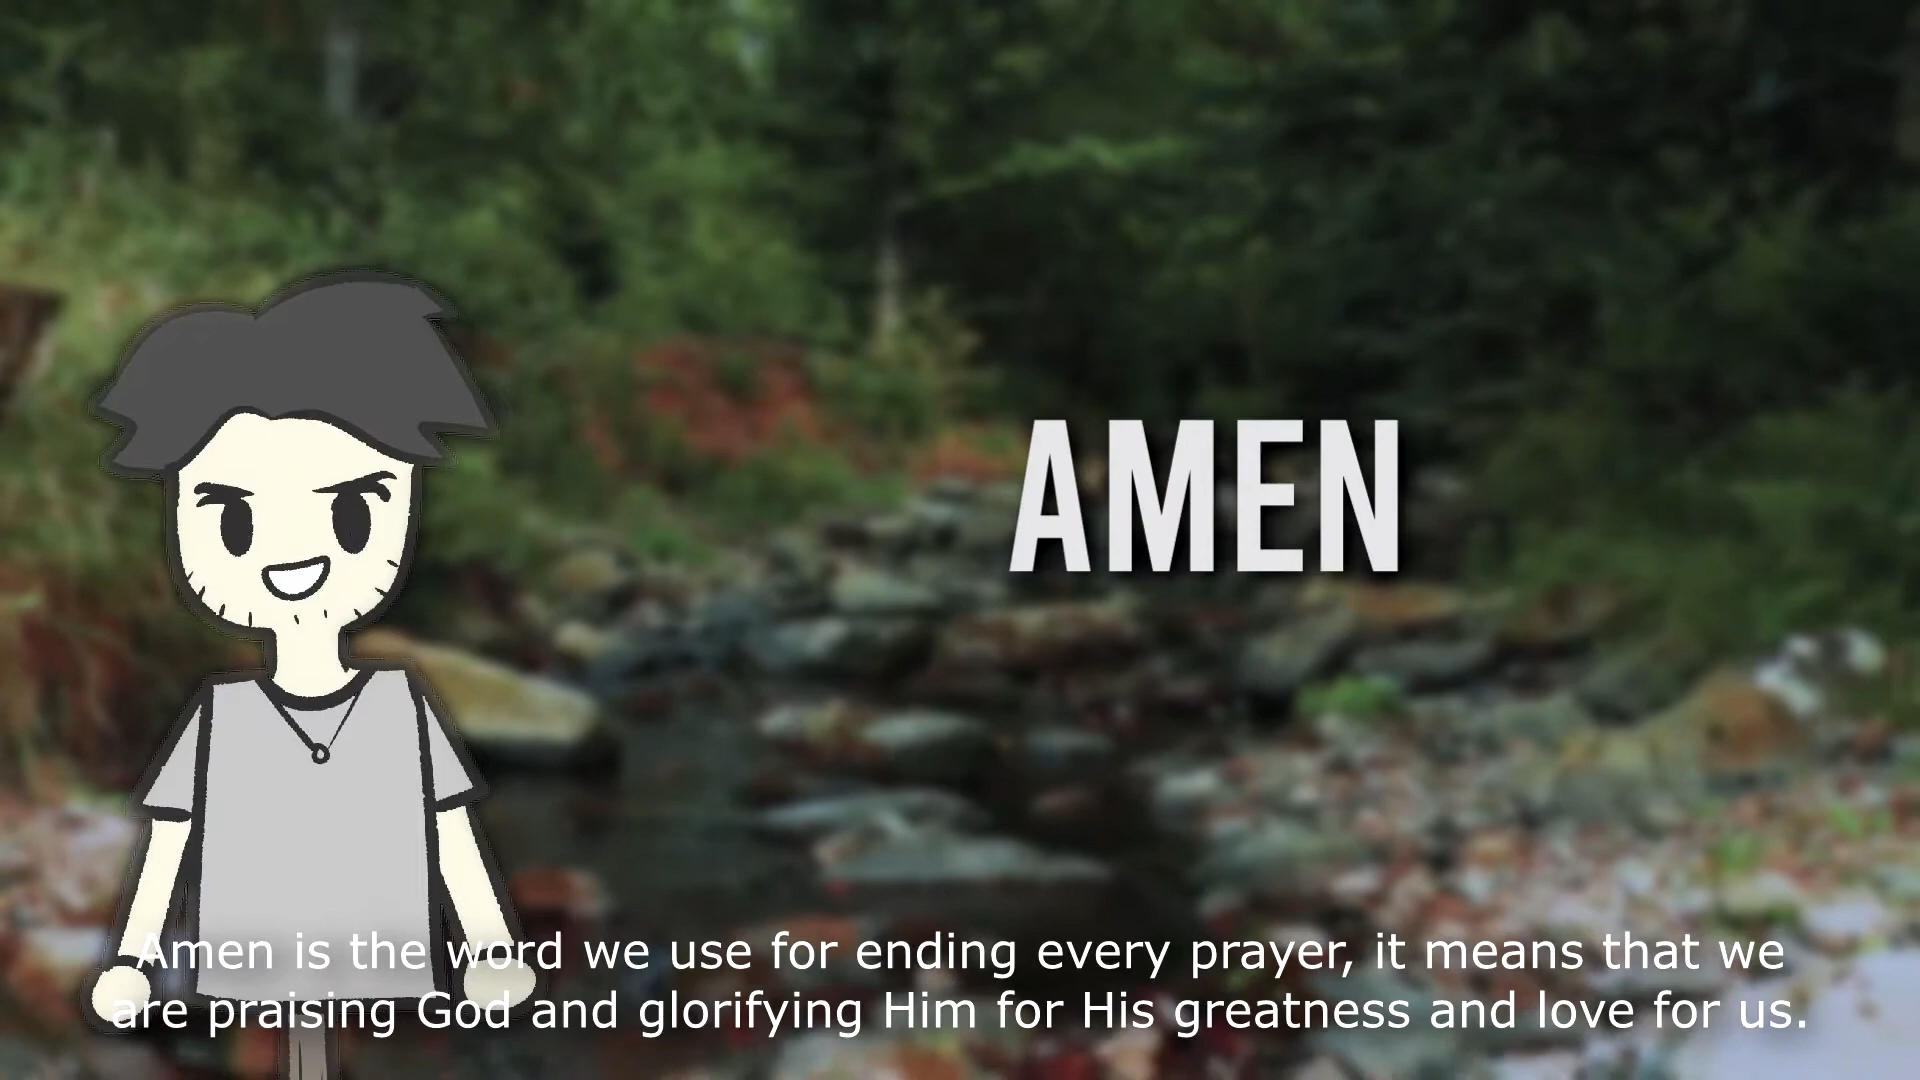 AMEN
Amen is the word we use for ending every prayer, it means that we
are praising God and glorifying Him for His greatness and love for us.